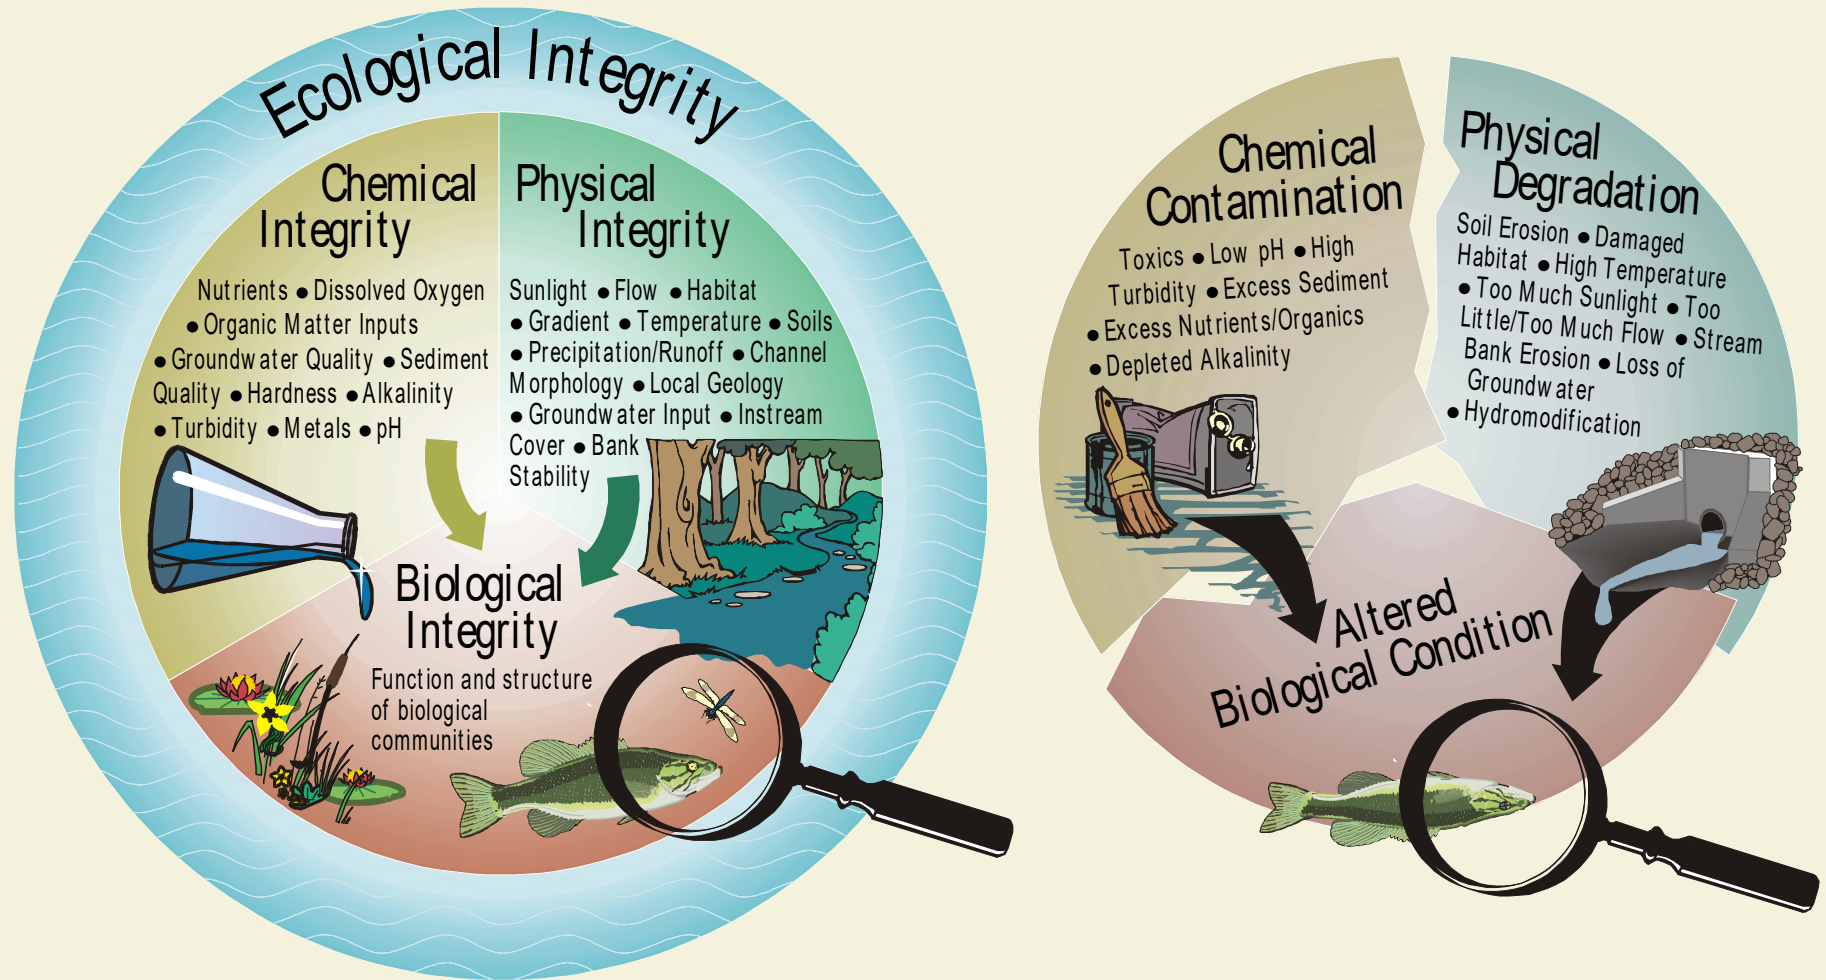 Ecological Integrity
Chemical
Integrity
Nutrients ● Dissolved Oxygen
● Organic Matter Inputs
● Groundwater Quality ● Sediment
Quality ● Hardness ● Alkalinity
● Turbidity ● Metals ● pH
Physical
Integrity
Sunlight ● Flow ● Habitat
● Gradient ● Temperature ● Soils
● Precipitation/Runoff ● Channel
Morphology ● Local Geology
● Groundwater Input ● Instream
Cover ● Bank
Stability
Biological
Integrity
Function and structure
of biological
communities
Chemical
Contamination
Toxics ● Low pH ● High
Turbidity ● Excess Sediment
● Excess Nutrients/Organics
● Depleted Alkalinity
Physical
Degradation
Soil Erosion ● Damaged
Habitat ● High Temperature
● Too Much Sunlight ● Too
Little/Too Much Flow ● Stream
Bank Erosion ● Loss of
Groundwater
● Hydromodification
Altered
Biological Condition